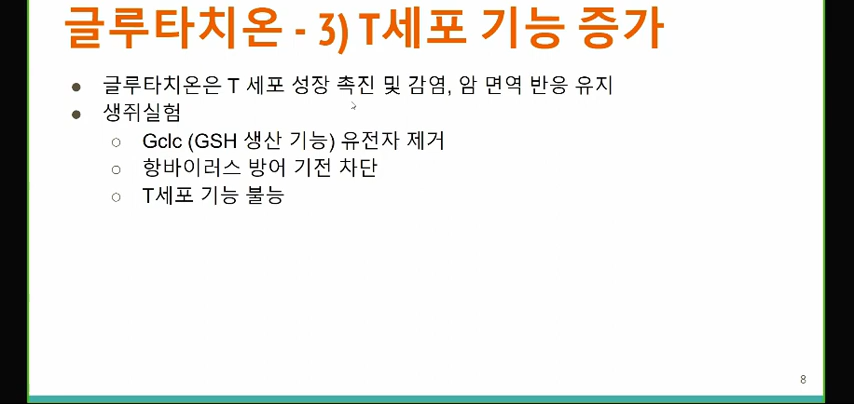 글루타치온 - 3) T세포 기능 증가
● 글루타치온은 T 세포 성장 촉진 및 감염, 암 면역 반응 유지
● 생쥐실험
○ Gclc (GSH 생산 기능) 유전자 제거
○ 항바이러스 방어 기전 차단
○ T세포 기능 불능
8